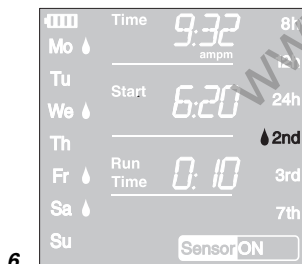 Time 9:32 8h
Mo ampm 12h
Tu
Start 6:20 24h
We
Th 2nd
Fr Run Time 0:10 3rd
Sa 7th
Su Sensor ON
6